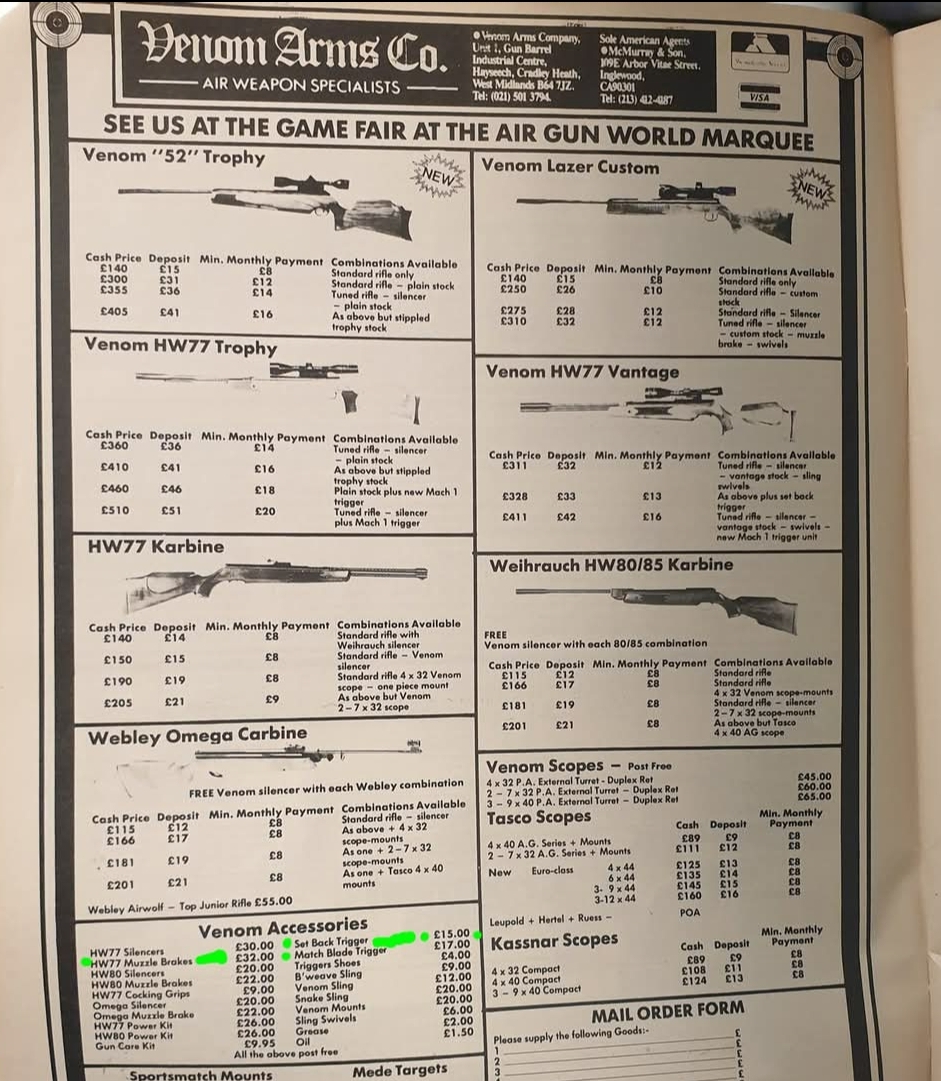 Venom Arms Co.
AIR WEAPON SPECIALISTS
Venom Arms Company,
Unit 1, Gun Barrel
Industrial Centre,
Hayseech, Cradley Heath,
West Midlands B64 7JZ.
Tel: (021) 501 3794.
Sole American Agents
McMurray & Son,
109E Arbor Vitae Street,
Inglewood,
CA90301
Tel: (213) 412-4187
VISA
SEE US AT THE GAME FAIR AT THE AIR GUN WORLD MARQUEE
Venom "52" Trophy
NEW
Cash Price Deposit Min. Monthly Payment Combinations Available
£140 £15 £8 Standard rifle only
£300 £31 £12 Standard rifle – plain stock
£355 £36 £14 Tuned rifle – silencer
– plain stock
£405 £41 £16 As above but stippled
trophy stock
Venom HW77 Trophy
Cash Price Deposit Min. Monthly Payment Combinations Available
£360 £36 £14 Tuned rifle – silencer
– plain stock
£410 £41 £16 As above but stippled
trophy stock
£460 £46 £18 Plain stock plus new Mach 1
trigger
£510 £51 £20 Tuned rifle – silencer
plus Mach 1 trigger
HW77 Karbine
Cash Price Deposit Min. Monthly Payment Combinations Available
£140 £14 £8 Standard rifle with
Weihrauch silencer
£150 £15 £8 Standard rifle – Venom
silencer
£190 £19 £8 Standard rifle 4 x 32 Venom
scope – one piece mount
£205 £21 £9 As above but Venom
2–7 x 32 scope
Webley Omega Carbine
FREE Venom silencer with each Webley combination
Cash Price Deposit Min. Monthly Payment Combinations Available
£115 £12 £8 Standard rifle – silencer
£166 £17 £8 As above + 4 x 32
scope-mounts
£181 £19 £8 As one + 2–7 x 32
scope-mounts
£201 £21 £8 As one + Tasco 4 x 40
mounts
Webley Airwolf – Top Junior Rifle £55.00
Venom Accessories
HW77 Silencers £30.00
HW77 Muzzle Brakes £32.00
HW80 Silencers £20.00
HW80 Muzzle Brakes £22.00
HW77 Cocking Grips £9.00
Omega Silencer £20.00
Omega Muzzle Brake £22.00
HW77 Power Kit £26.00
HW80 Power Kit £26.00
Gun Care Kit £9.95
Set Back Trigger £15.00
Match Blade Trigger £17.00
Triggers Shoes £4.00
B'weave Sling £9.00
Venom Sling £12.00
Snake Sling £20.00
Venom Mounts £20.00
Sling Swivels £6.00
Grease £2.00
Oil £1.50
All the above post free
Sportsmatch Mounts
Mede Targets
Venom Lazer Custom
NEW
Cash Price Deposit Min. Monthly Payment Combinations Available
£140 £15 £8 Standard rifle only
£250 £26 £10 Standard rifle – custom
stock
£275 £28 £12 Standard rifle – Silencer
£310 £32 £12 Tuned rifle – silencer
– custom stock – muzzle
brake – swivels
Venom HW77 Vantage
Cash Price Deposit Min. Monthly Payment Combinations Available
£311 £32 £12 Tuned rifle – silencer
– vantage stock – sling
swivels
£328 £33 £13 As above plus set back
trigger
£411 £42 £16 Tuned rifle – silencer –
vantage stock – swivels –
new Mach 1 trigger unit
Weihrauch HW80/85 Karbine
FREE
Venom silencer with each 80/85 combination
Cash Price Deposit Min. Monthly Payment Combinations Available
£115 £12 £8 Standard rifle
£166 £17 £8 Standard rifle
4 x 32 Venom scope-mounts
£181 £19 £8 Standard rifle – silencer
2–7 x 32 scope-mounts
£201 £21 £8 As above but Tasco
4 x 40 AG scope
Venom Scopes – Post Free
4 x 32 P.A. External Turret - Duplex Ret £45.00
2 – 7 x 32 P.A. External Turret – Duplex Ret £60.00
3 – 9 x 40 P.A. External Turret – Duplex Ret £65.00
Tasco Scopes
Cash Deposit Min. Monthly Payment
4 x 40 A.G. Series + Mounts £89 £9 £8
2 – 7 x 32 A.G. Series + Mounts £111 £12 £8
New Euro-class 4 x 44 £125 £13 £8
6 x 44 £135 £14 £8
3- 9 x 44 £145 £15 £8
3-12 x 44 £160 £16 £8
Leupold + Hertel + Ruess – POA
Kassnar Scopes
Cash Deposit Min. Monthly Payment
4 x 32 Compact £89 £9 £8
4 x 40 Compact £108 £11 £8
3 – 9 x 40 Compact £124 £13 £8
MAIL ORDER FORM
Please supply the following Goods:- £
1 £
2 £
3 £